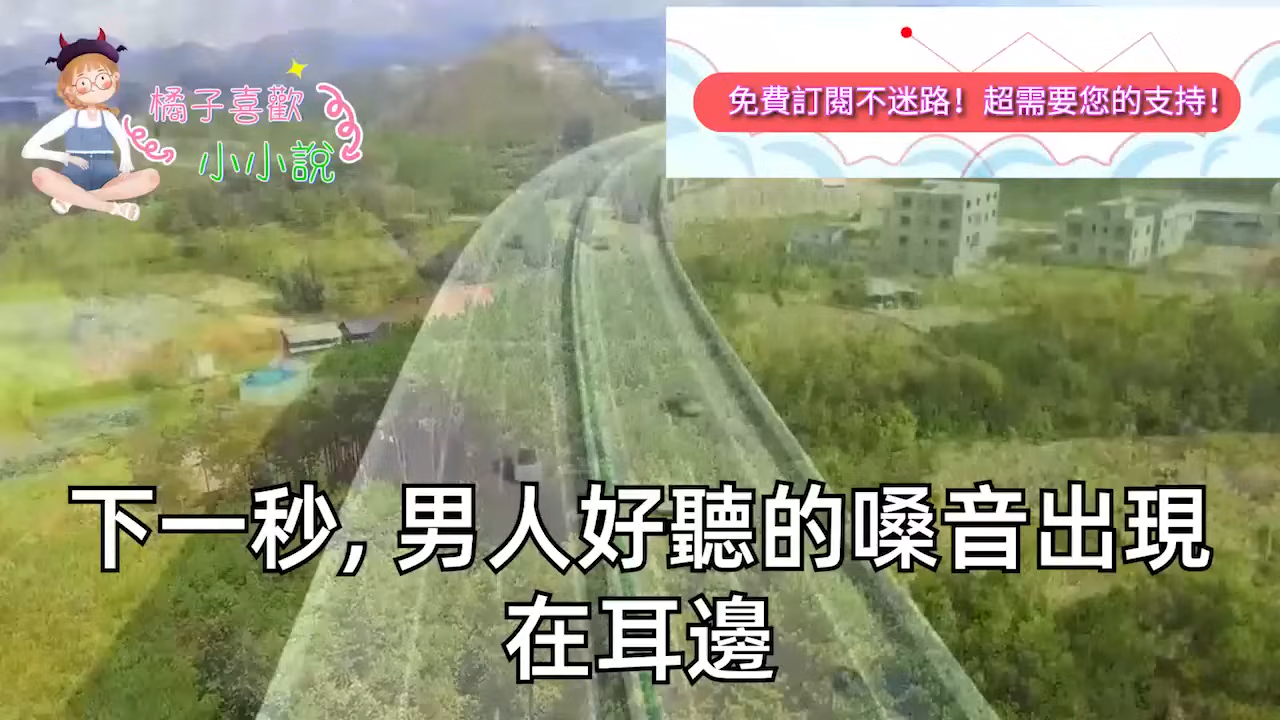 橘子喜歡
小小說
免費訂閱不迷路！超需要您的支持！
下一秒，男人好聽的嗓音出現
在耳邊